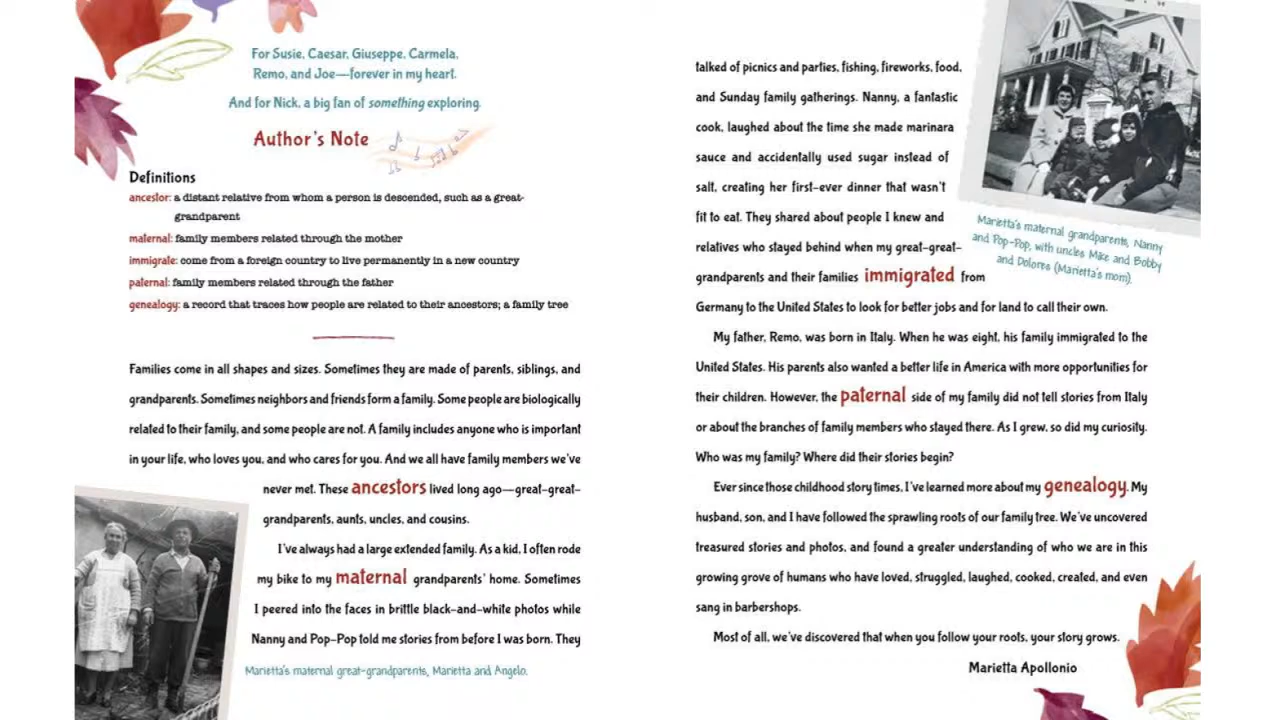 For Susie, Caesar, Giuseppe, Carmela,
Remo, and Joe—forever in my heart.
And for Nick, a big fan of something exploring.
Author's Note
Definitions
ancestor: a distant relative from whom a person is descended, such as a great-
grandparent
maternal: family members related through the mother
immigrate: come from a foreign country to live permanently in a new country
paternal: family members related through the father
genealogy: a record that traces how people are related to their ancestors; a family tree
Families come in all shapes and sizes. Sometimes they are made of parents, siblings, and
grandparents. Sometimes neighbors and friends form a family. Some people are biologically
related to their family, and some people are not. A family includes anyone who is important
in your life, who loves you, and who cares for you. And we all have family members we've
never met. These ancestors lived long ago—great-great-
grandparents, aunts, uncles, and cousins.
I've always had a large extended family. As a kid, I often rode
my bike to my maternal grandparents' home. Sometimes
I peered into the faces in brittle black-and-white photos while
Nanny and Pop-Pop told me stories from before I was born. They
Marietta's maternal great-grandparents, Marietta and Angelo.
talked of picnics and parties, fishing, fireworks, food,
and Sunday family gatherings. Nanny, a fantastic
cook, laughed about the time she made marinara
sauce and accidentally used sugar instead of
salt, creating her first-ever dinner that wasn't
fit to eat. They shared about people I knew and
relatives who stayed behind when my great-great-
grandparents and their families immigrated from
Germany to the United States to look for better jobs and for land to call their own.
Marietta's maternal grandparents, Nanny
and Pop-Pop, with uncles Mike and Bobby
and Dolores (Marietta's mom).
My father, Remo, was born in Italy. When he was eight, his family immigrated to the
United States. His parents also wanted a better life in America with more opportunities for
their children. However, the paternal side of my family did not tell stories from Italy
or about the branches of family members who stayed there. As I grew, so did my curiosity.
Who was my family? Where did their stories begin?
Ever since those childhood story times, I've learned more about my genealogy. My
husband, son, and I have followed the sprawling roots of our family tree. We've uncovered
treasured stories and photos, and found a greater understanding of who we are in this
growing grove of humans who have loved, struggled, laughed, cooked, created, and even
sang in barbershops.
Most of all, we've discovered that when you follow your roots, your story grows.
Marietta Apollonio